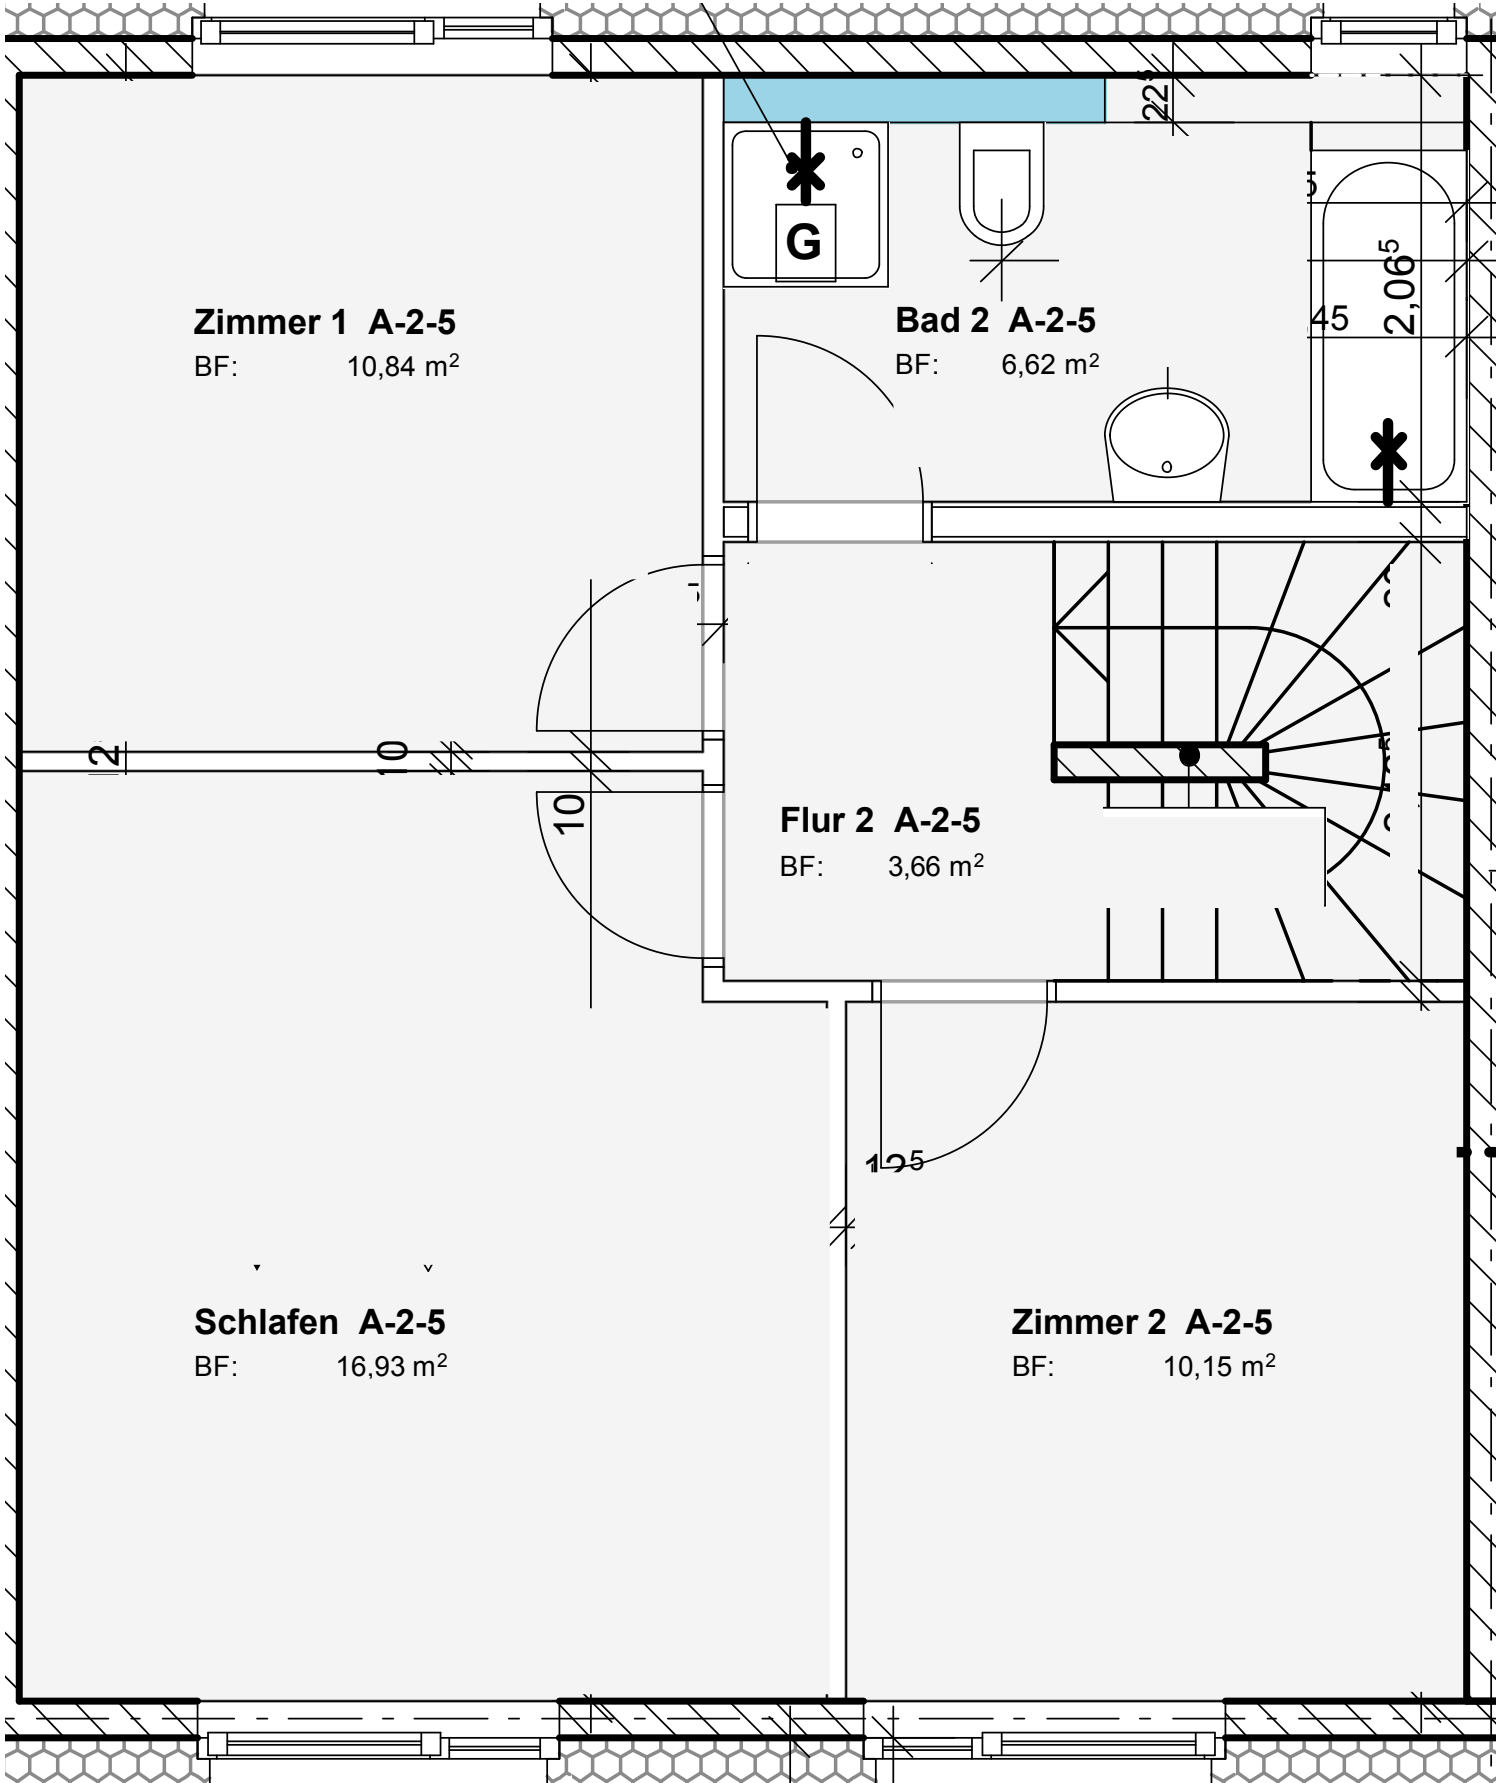 22⁵
G
Zimmer 1 A-2-5
BF: 10,84 m²
Bad 2 A-2-5
BF: 6,62 m²
45
2,06⁵
10
10
Flur 2 A-2-5
BF: 3,66 m²
12⁵
Schlafen A-2-5
BF: 16,93 m²
Zimmer 2 A-2-5
BF: 10,15 m²